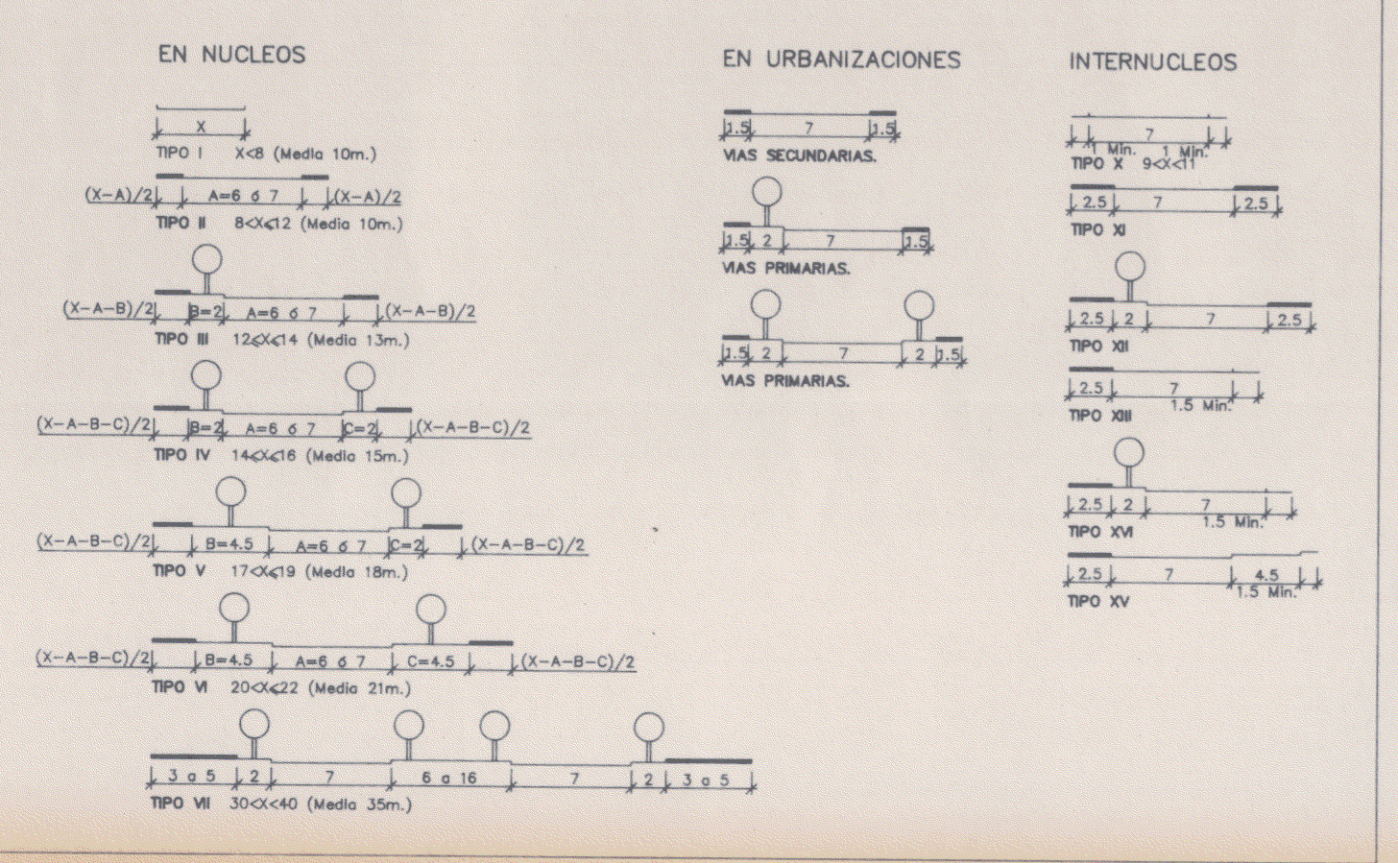 EN NUCLEOS
X
TIPO I X<8 (Media 10m.)
(X-A)/2 A=6 ó 7 (X-A)/2
TIPO II 8<X⩽12 (Media 10m.)
(X-A-B)/2 B=2 A=6 ó 7 (X-A-B)/2
TIPO III 12⩽X⩽14 (Media 13m.)
(X-A-B-C)/2 B=2 A=6 ó 7 C=2 (X-A-B-C)/2
TIPO IV 14⩽X⩽16 (Media 15m.)
(X-A-B-C)/2 B=4.5 A=6 ó 7 C=2 (X-A-B-C)/2
TIPO V 17<X⩽19 (Media 18m.)
(X-A-B-C)/2 B=4.5 A=6 ó 7 C=4.5 (X-A-B-C)/2
TIPO VI 20<X⩽22 (Media 21m.)
3 a 5 2 7 6 a 16 7 2 3 a 5
TIPO VII 30<X<40 (Media 35m.)
EN URBANIZACIONES
1.5 7 1.5
VIAS SECUNDARIAS.
1.5 2 7 1.5
VIAS PRIMARIAS.
1.5 2 7 2 1.5
VIAS PRIMARIAS.
INTERNUCLEOS
7
1 Min. 1 Min.
TIPO X 9<X<11
2.5 7 2.5
TIPO XI
2.5 2 7 2.5
TIPO XII
2.5 7
1.5 Min.
TIPO XIII
2.5 2 7
1.5 Min.
TIPO XVI
2.5 7 4.5
1.5 Min.
TIPO XV